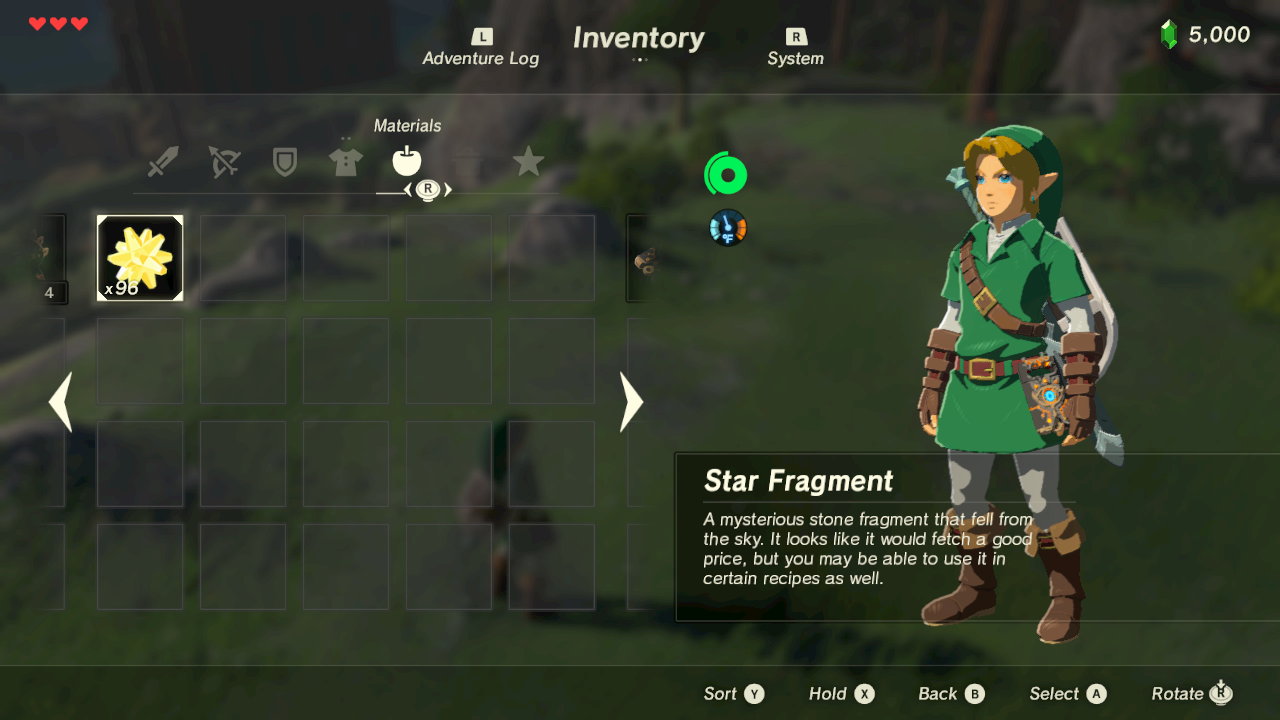 L
Inventory
R
5,000
Adventure Log
System
Materials
R
4
x96
°F
Star Fragment
A mysterious stone fragment that fell from
the sky. It looks like it would fetch a good
price, but you may be able to use it in
certain recipes as well.
Sort Y
Hold X
Back B
Select A
Rotate R